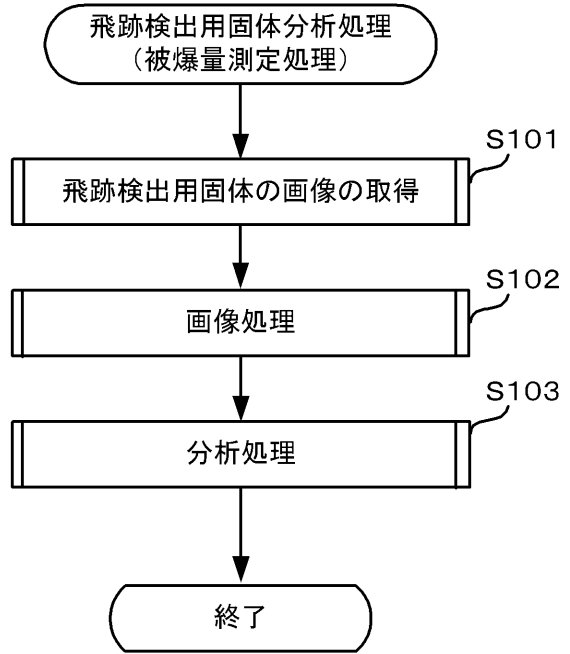 飛跡検出用固体分析処理
（被爆量測定処理）
S101
飛跡検出用固体の画像の取得
S102
画像処理
S103
分析処理
終了